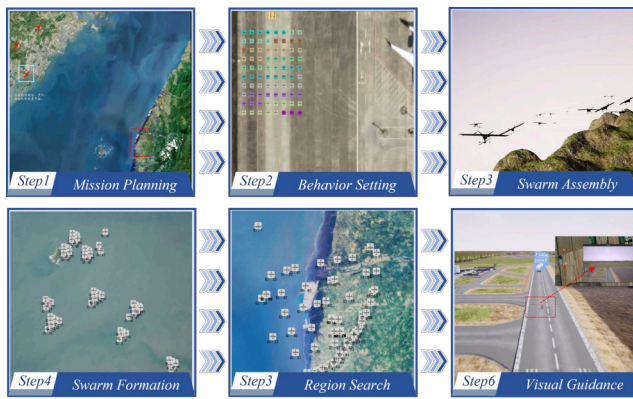 Step1 Mission Planning
Step2 Behavior Setting
Step3 Swarm Assembly
Step4 Swarm Formation
Step3 Region Search
Step6 Visual Guidance